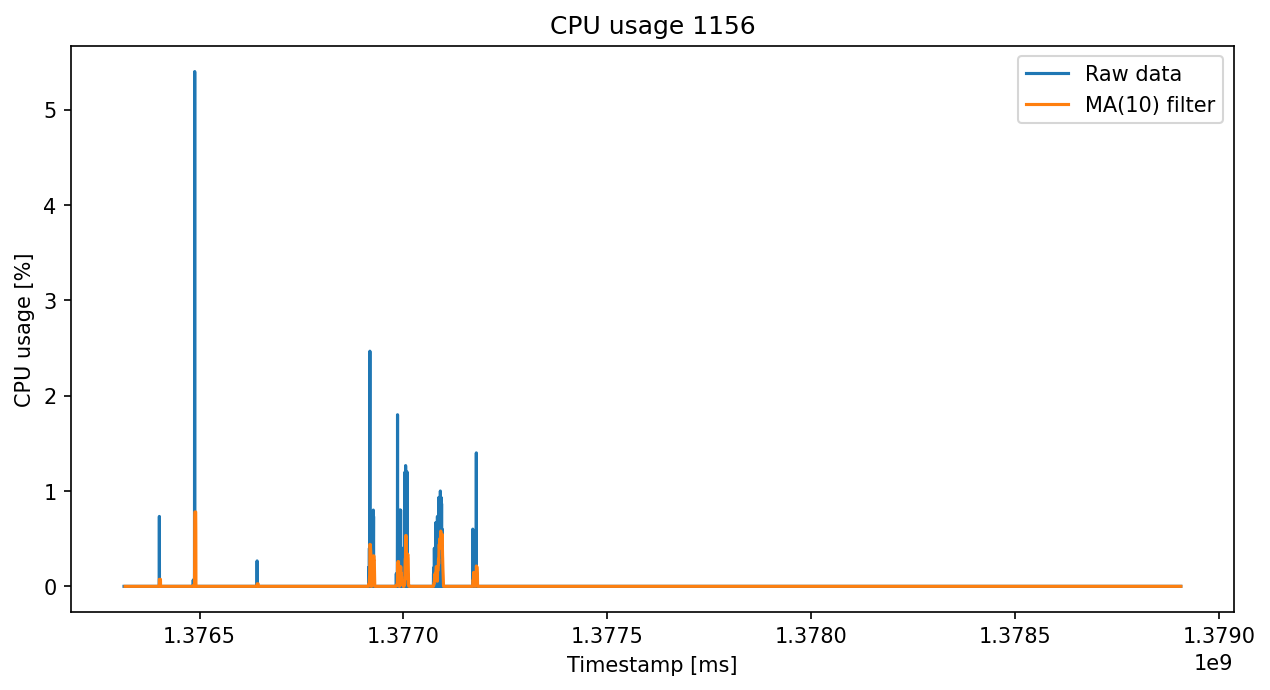 CPU usage 1156
Raw data
MA(10) filter
CPU usage [%]
5
4
3
2
1
0
1.3765 1.3770 1.3775 1.3780 1.3785 1.3790
1e9
Timestamp [ms]